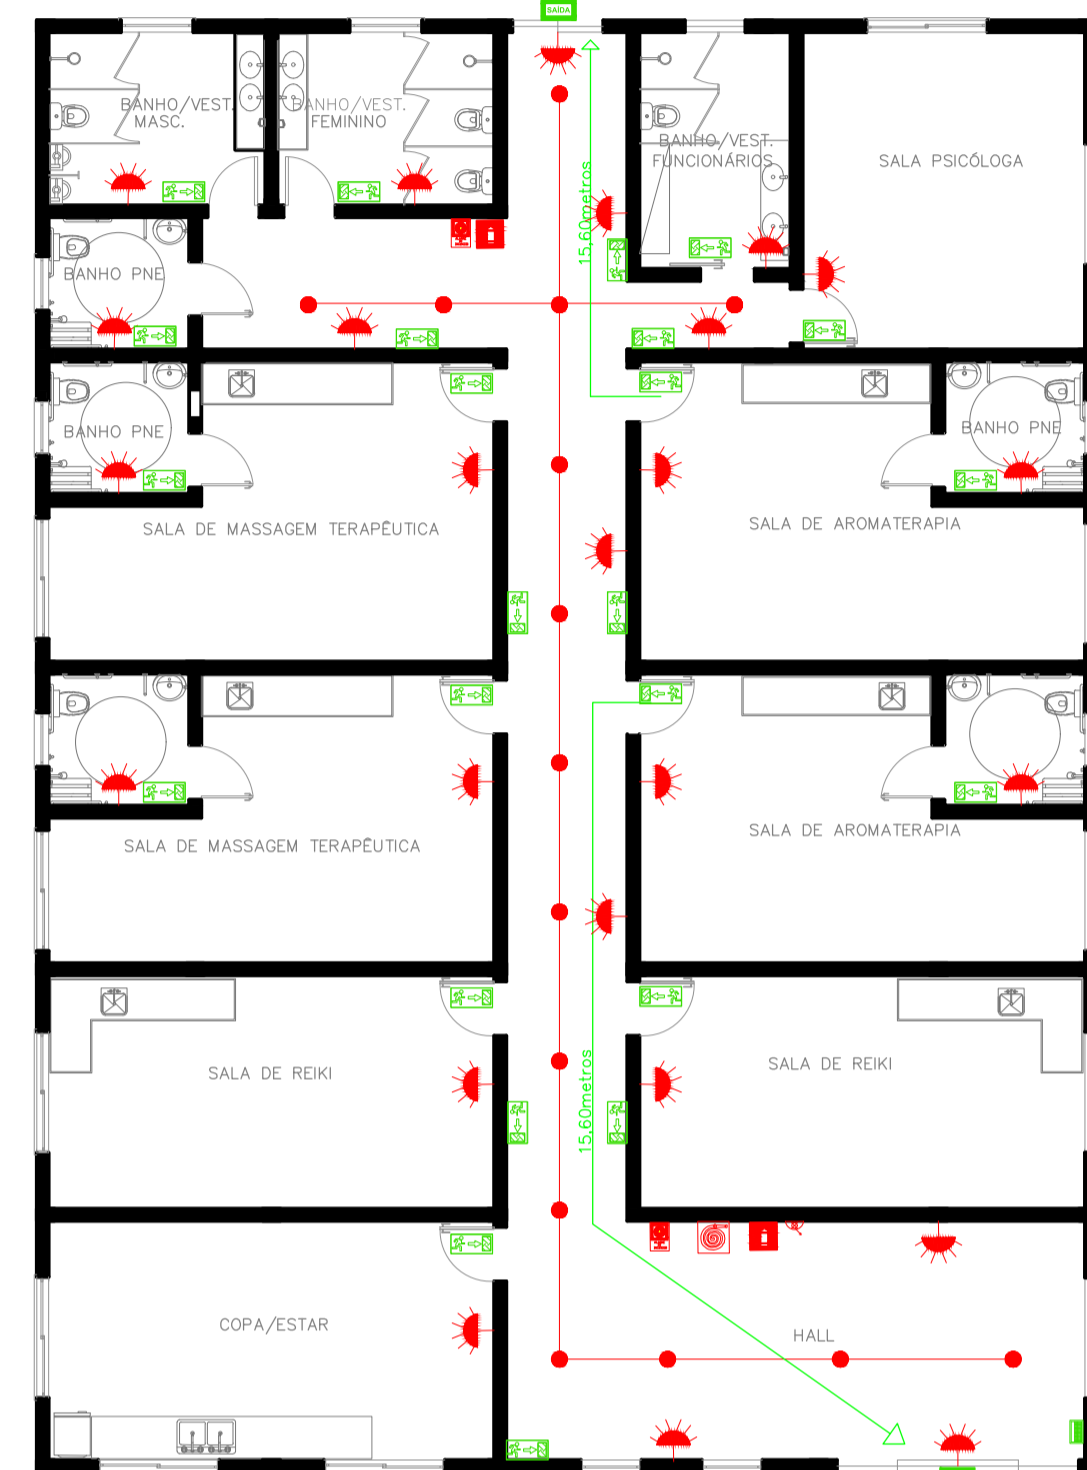 SAÍDA
BANHO/VEST.
MASC.
BANHO/VEST.
FEMININO
BANHO/VEST.
FUNCIONÁRIOS
SALA PSICÓLOGA
15,60metros
BANHO PNE
BANHO PNE
BANHO PNE
SALA DE MASSAGEM TERAPÊUTICA
SALA DE AROMATERAPIA
SALA DE MASSAGEM TERAPÊUTICA
SALA DE AROMATERAPIA
SALA DE REIKI
SALA DE REIKI
15,60metros
COPA/ESTAR
HALL